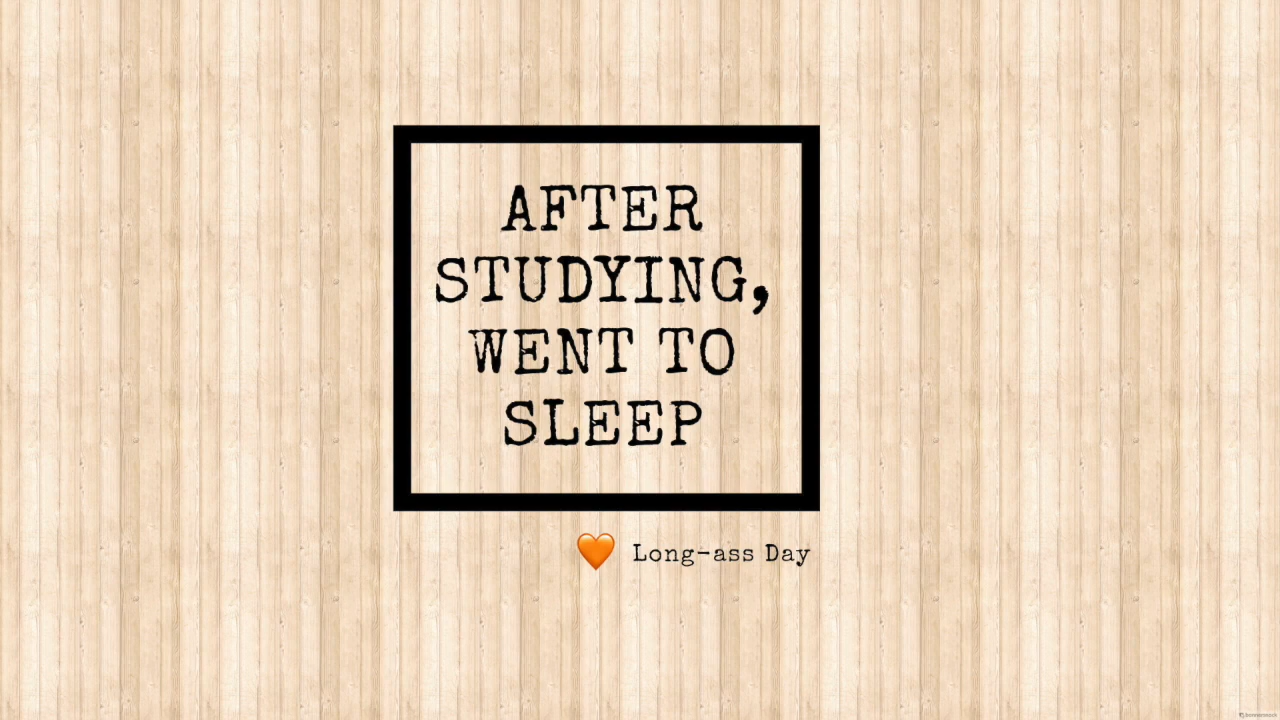 AFTER
STUDYING,
WENT TO
SLEEP
🧡 Long-ass Day